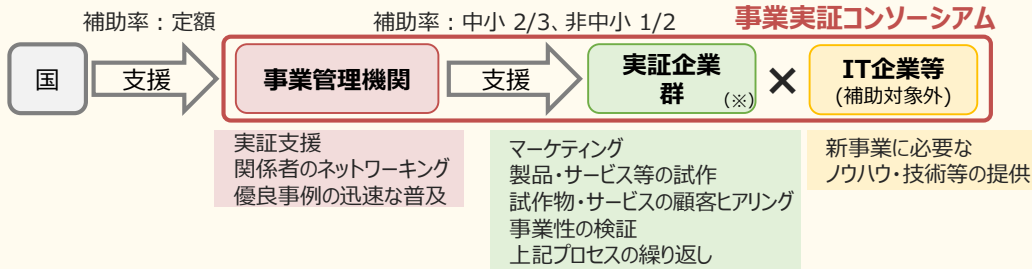 補助率：定額
補助率：中小 2/3、非中小 1/2
事業実証コンソーシアム
国
支援
事業管理機関
支援
実証企業
群
(※)
×
IT企業等
(補助対象外)
実証支援
関係者のネットワーキング
優良事例の迅速な普及
マーケティング
製品・サービス等の試作
試作物・サービスの顧客ヒアリング
事業性の検証
上記プロセスの繰り返し
新事業に必要な
ノウハウ・技術等の提供